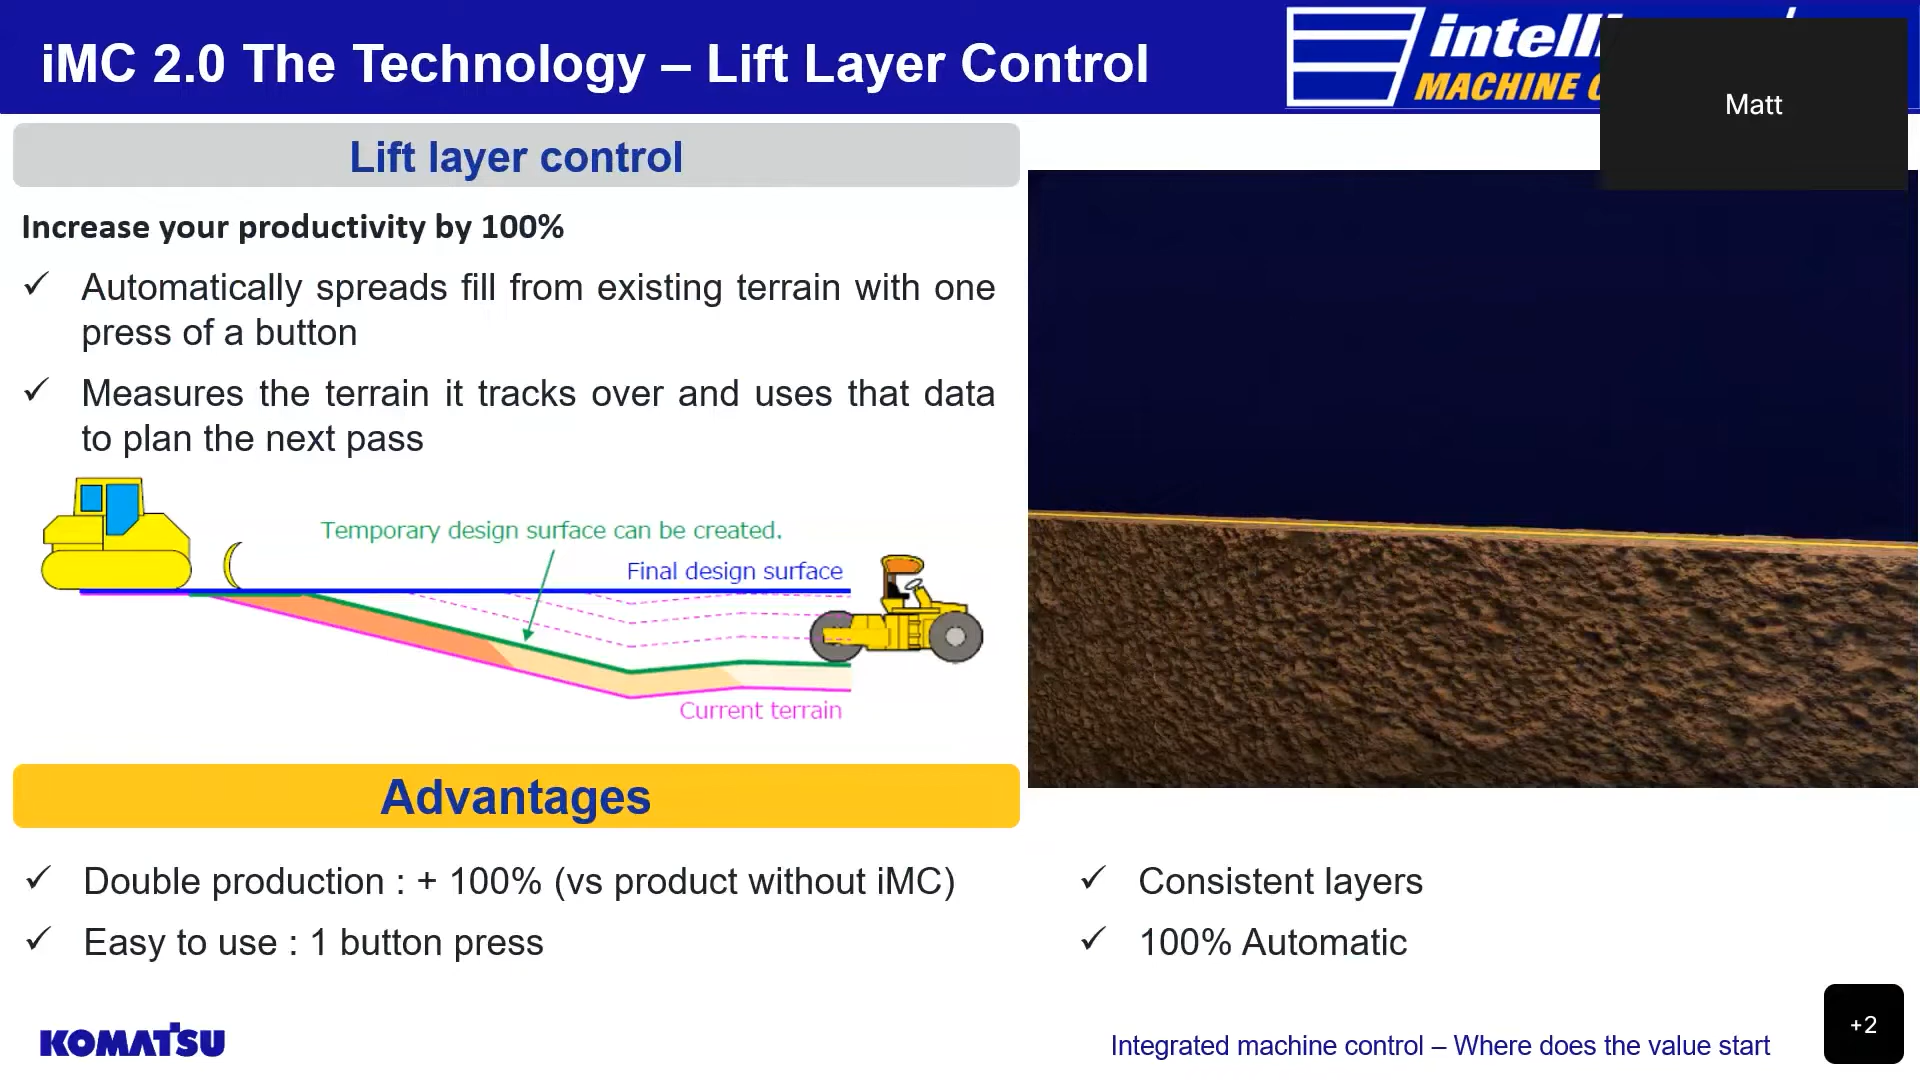 iMC 2.0 The Technology – Lift Layer Control
MACHINE
Matt
Lift layer control
Increase your productivity by 100%
✓ Automatically spreads fill from existing terrain with one
press of a button
✓ Measures the terrain it tracks over and uses that data
to plan the next pass
Temporary design surface can be created.
Final design surface
Current terrain
Advantages
✓ Double production : + 100% (vs product without iMC)
✓ Easy to use : 1 button press
✓ Consistent layers
✓ 100% Automatic
KOMATSU
Integrated machine control – Where does the value start
+2